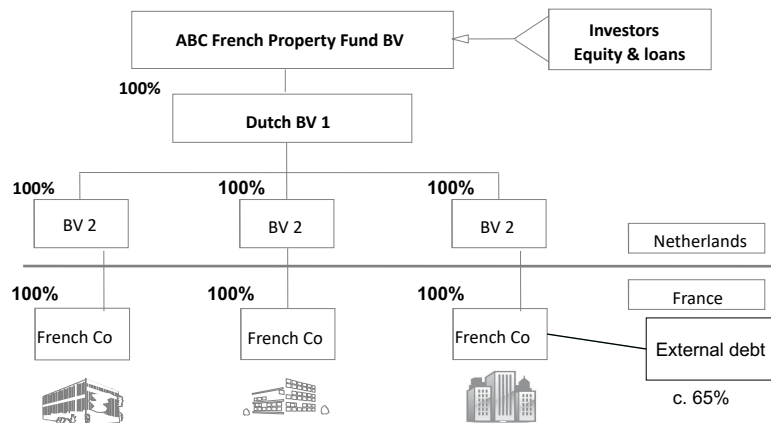 ABC French Property Fund BV
Investors
Equity & loans
100%
Dutch BV 1
100%
100%
100%
BV 2
BV 2
BV 2
Netherlands
100%
100%
100%
France
French Co
French Co
French Co
External debt
c. 65%